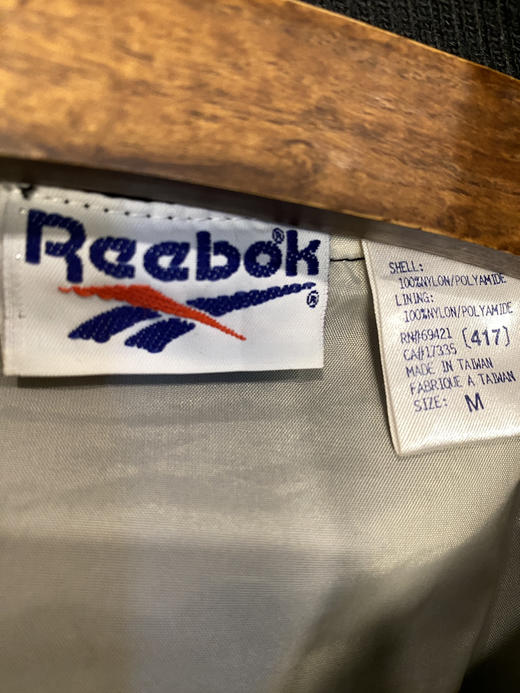 Reebok®
®
SHELL:
100%NYLON/POLYAMIDE
LINING:
100%NYLON/POLYAMIDE
RN#69421 [417]
CA#17335
MADE IN TAIWAN
FABRIQUE A TAIWAN
SIZE: M